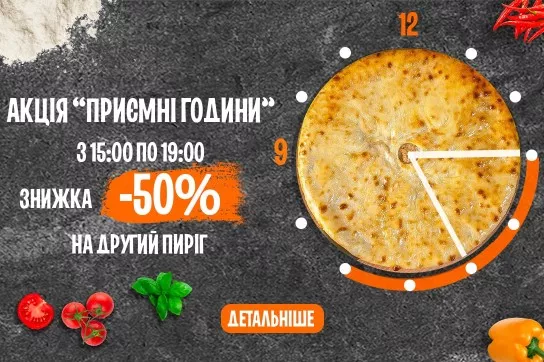 12
АКЦІЯ “ПРИЄМНІ ГОДИНИ”
З 15:00 ПО 19:00
9
ЗНИЖКА -50%
НА ДРУГИЙ ПИРІГ
ДЕТАЛЬНІШЕ